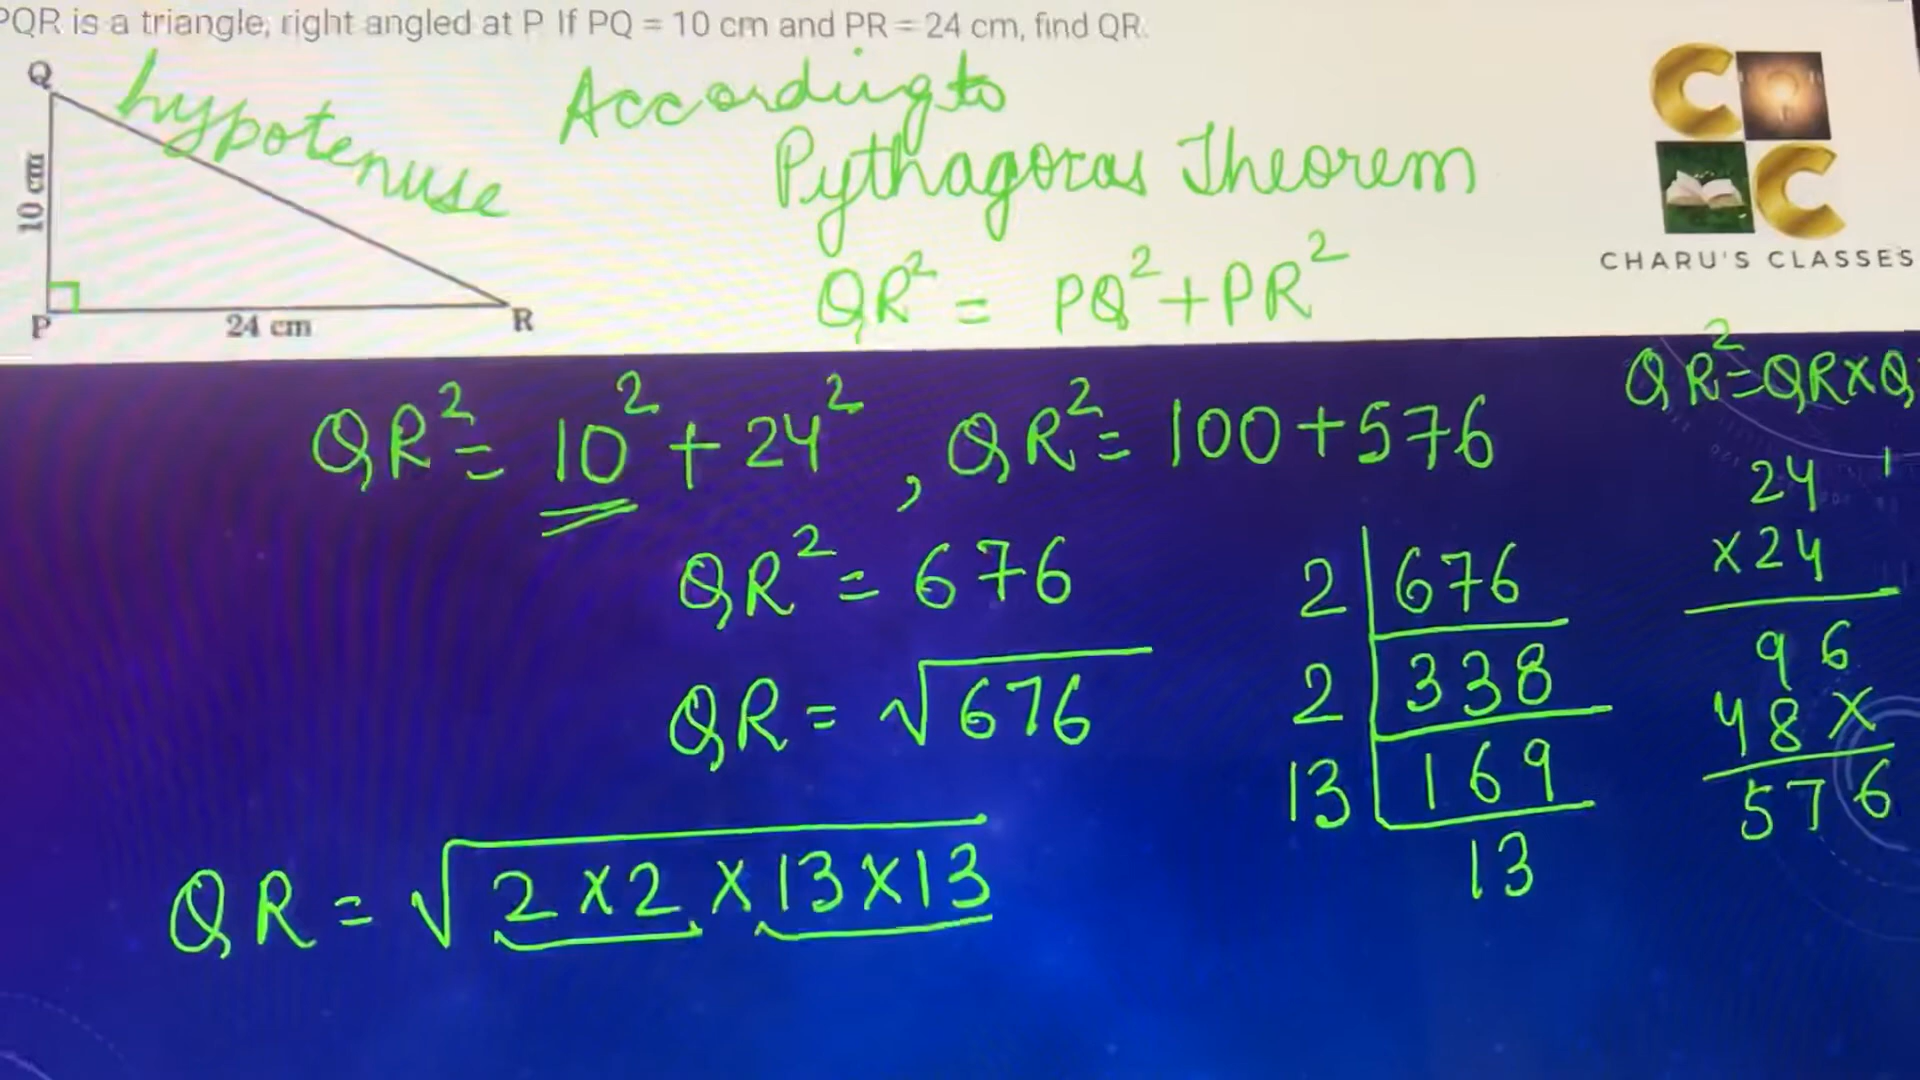 PQR is a triangle, right angled at P If PQ = 10 cm and PR = 24 cm, find QR.
Q
hypotenuse
10 cm
P
24 cm
R
According to
Pythagoras Theorem
QR² = PQ² + PR²
CHARU'S CLASSES
QR² = 10² + 24² , QR² = 100 + 576
QR² = 676
QR = √676
QR = √2 × 2 × 13 × 13
2 | 676
2 | 338
13 | 169
13
QR² = QR × Q
24
× 24
96
48 ×
576